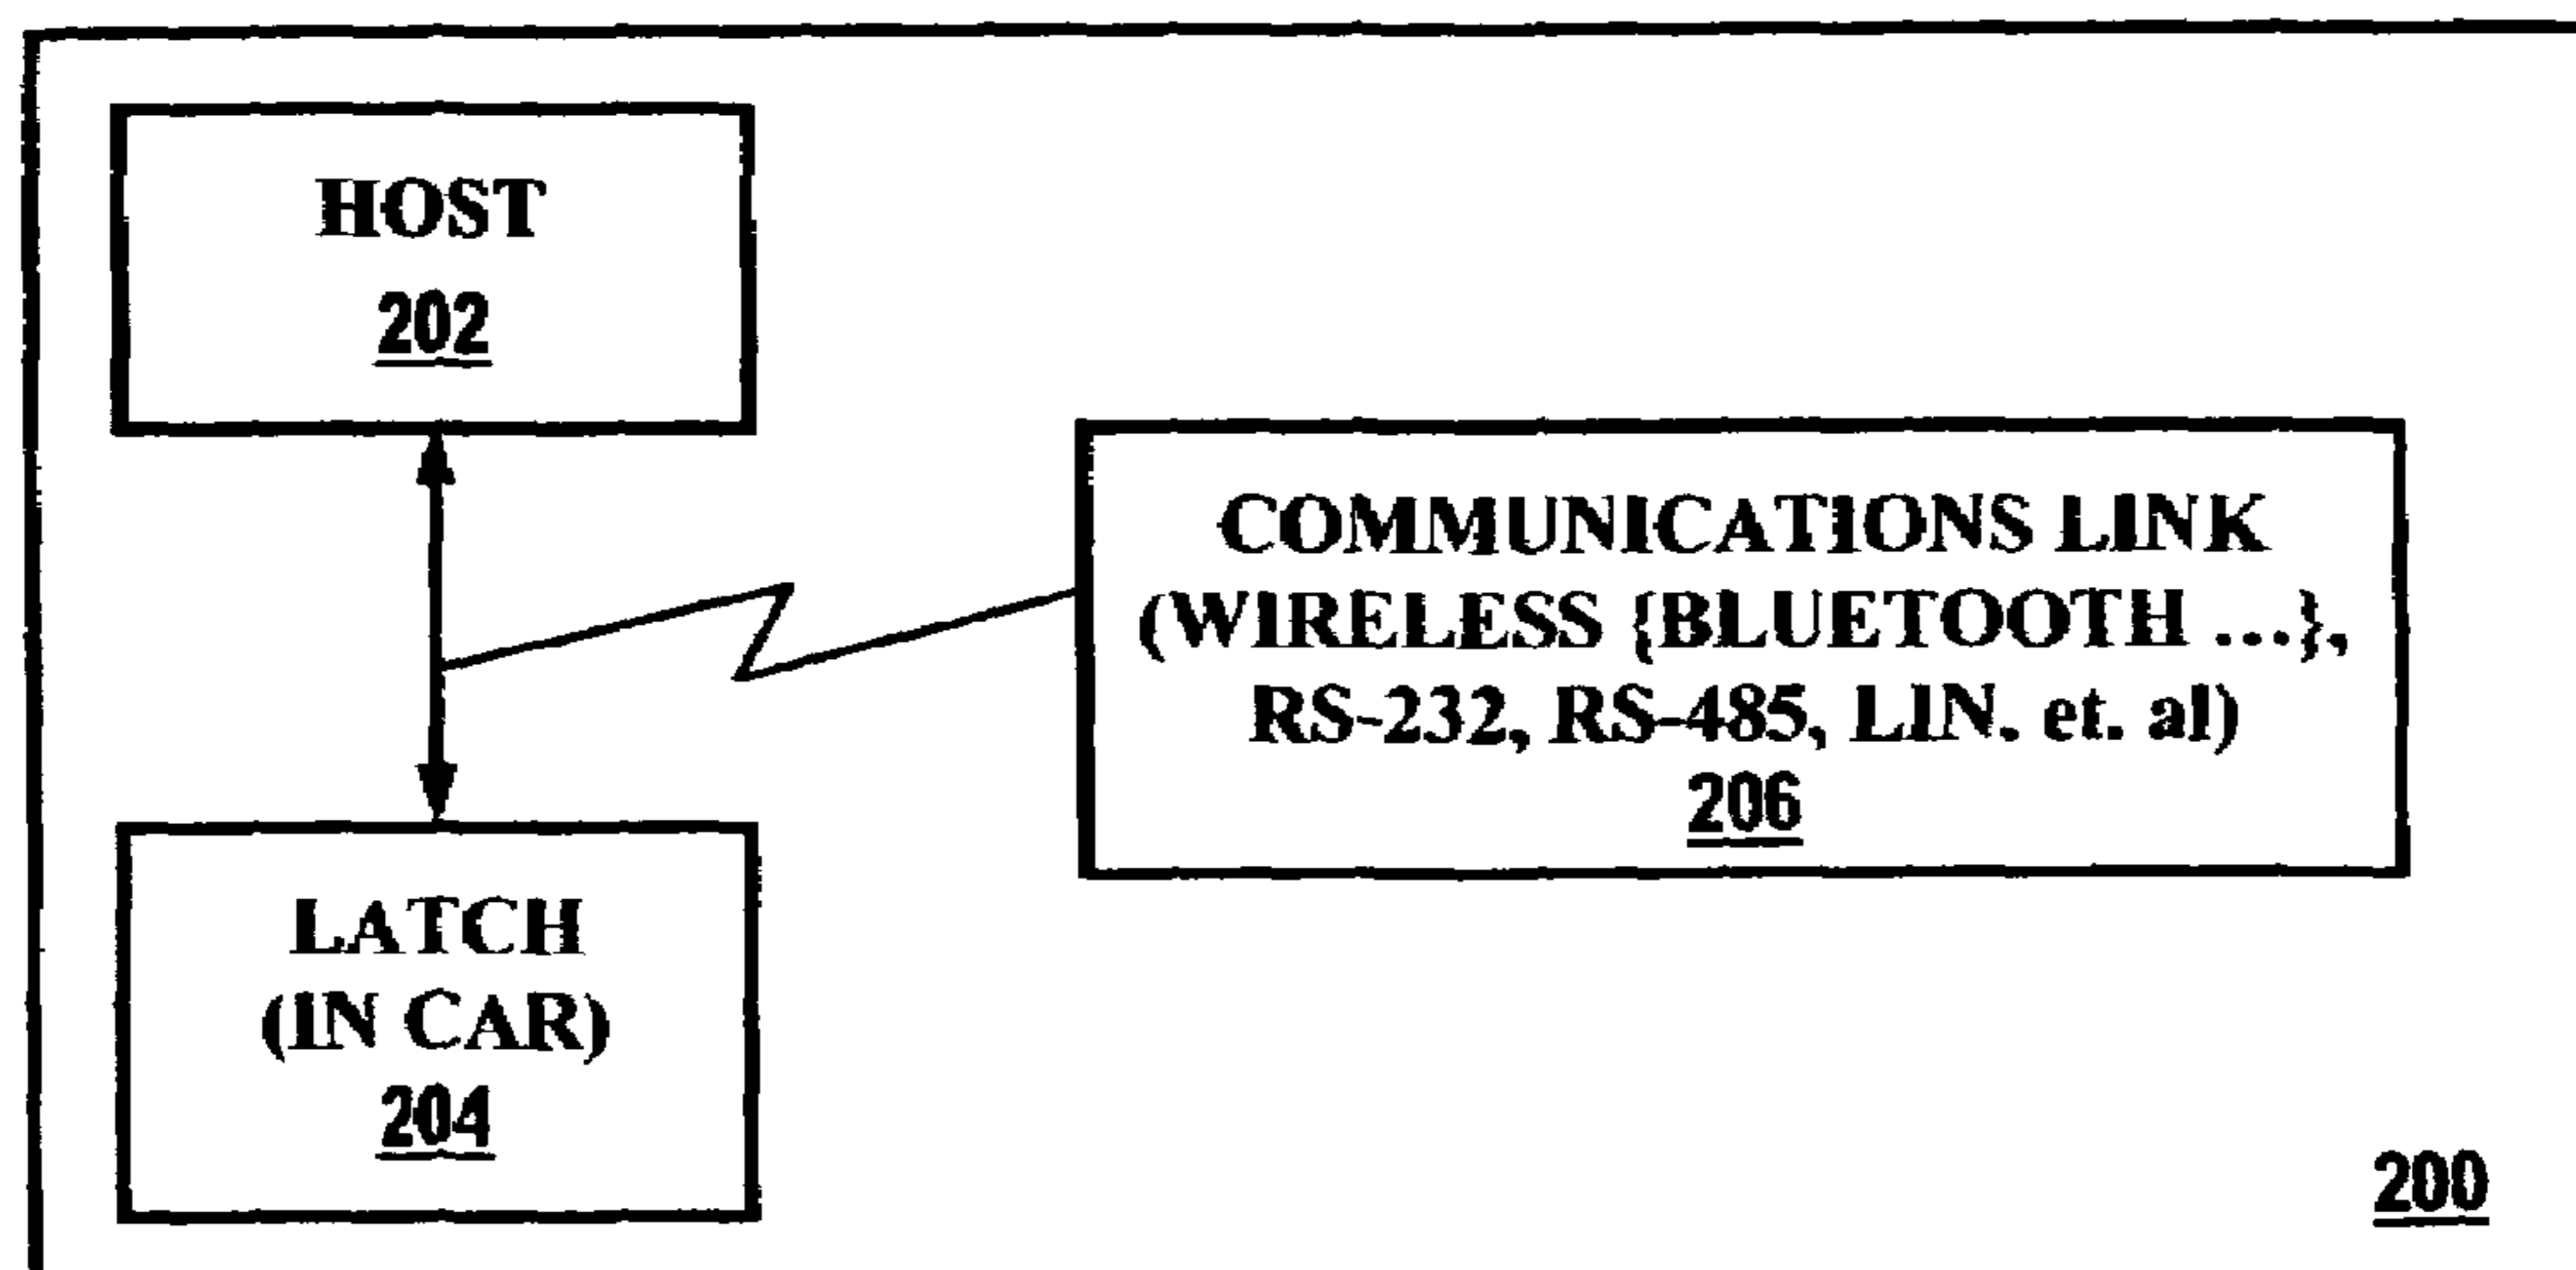 HOST
202
COMMUNICATIONS LINK
(WIRELESS {BLUETOOTH ...},
RS-232, RS-485, LIN. et. al)
206
LATCH
(IN CAR)
204
200